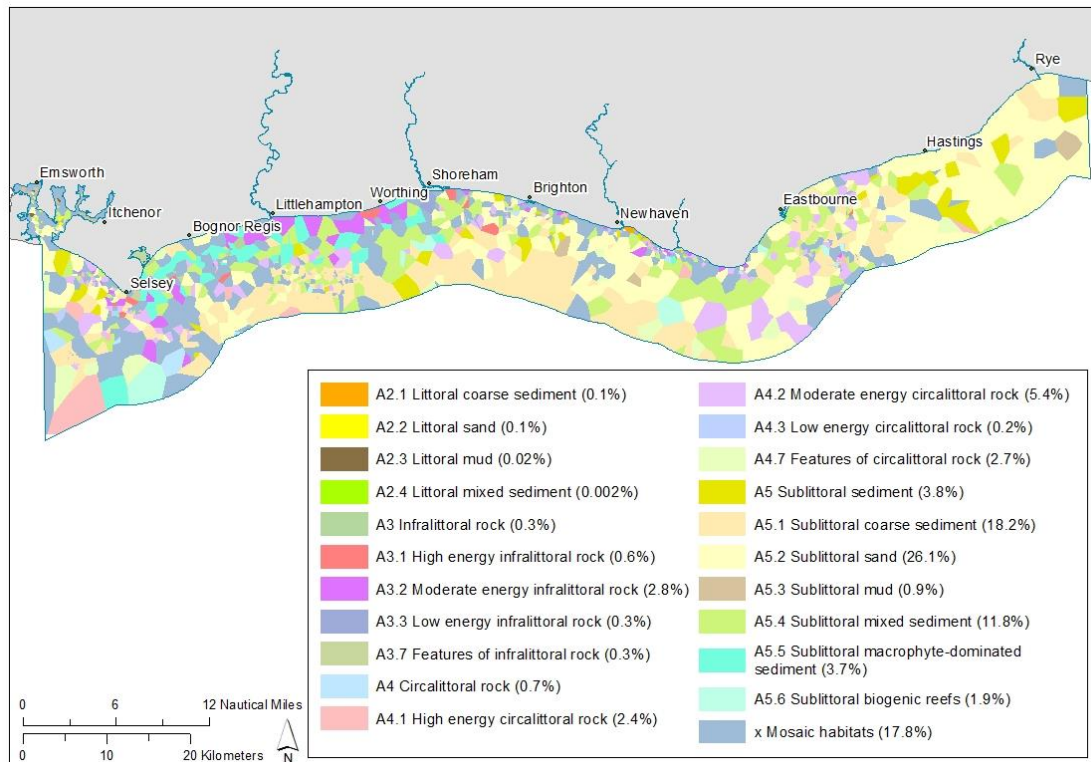 Rye
Hastings
Emsworth
Itchenor
Shoreham
Worthing
Brighton
Littlehampton
Bognor Regis
Newhaven
Eastbourne
Selsey
A2.1 Littoral coarse sediment (0.1%)
A2.2 Littoral sand (0.1%)
A2.3 Littoral mud (0.02%)
A2.4 Littoral mixed sediment (0.002%)
A3 Infralittoral rock (0.3%)
A3.1 High energy infralittoral rock (0.6%)
A3.2 Moderate energy infralittoral rock (2.8%)
A3.3 Low energy infralittoral rock (0.3%)
A3.7 Features of infralittoral rock (0.3%)
A4 Circalittoral rock (0.7%)
A4.1 High energy circalittoral rock (2.4%)
A4.2 Moderate energy circalittoral rock (5.4%)
A4.3 Low energy circalittoral rock (0.2%)
A4.7 Features of circalittoral rock (2.7%)
A5 Sublittoral sediment (3.8%)
A5.1 Sublittoral coarse sediment (18.2%)
A5.2 Sublittoral sand (26.1%)
A5.3 Sublittoral mud (0.9%)
A5.4 Sublittoral mixed sediment (11.8%)
A5.5 Sublittoral macrophyte-dominated
sediment (3.7%)
A5.6 Sublittoral biogenic reefs (1.9%)
x Mosaic habitats (17.8%)
0 6 12 Nautical Miles
0 10 20 Kilometers
N